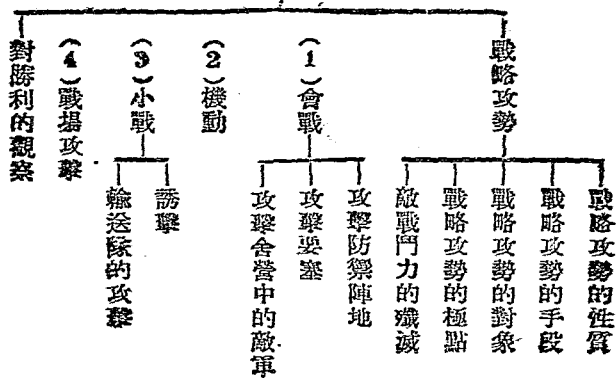 戰略攻勢
戰略攻勢的性質
戰略攻勢的手段
戰略攻勢的對象
戰略攻勢的極點
敵戰鬥力的殲滅
(1)會戰
攻擊防禦陣地
攻擊要塞
攻擊舍營中的敵軍
(2)機動
(3)小戰
誘擊
輸送隊的攻擊
(4)戰場攻擊
對勝利的觀察